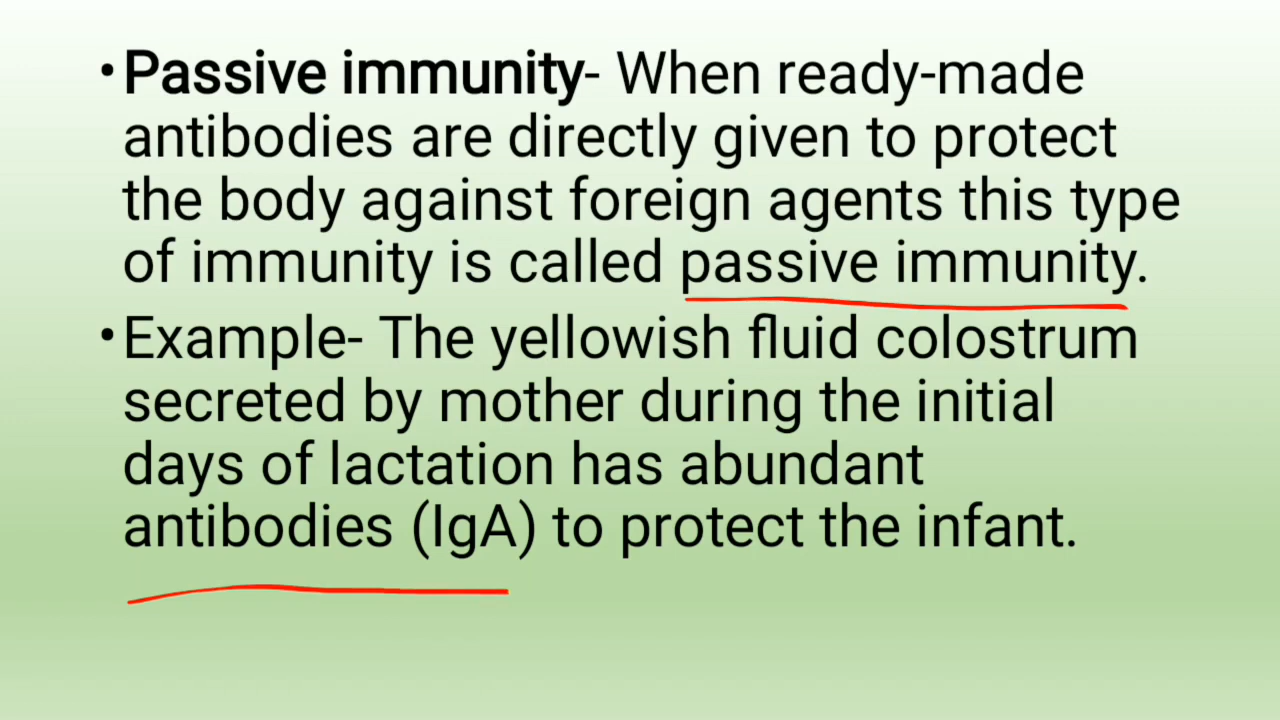 •Passive immunity- When ready-made
antibodies are directly given to protect
the body against foreign agents this type
of immunity is called passive immunity.
•Example- The yellowish fluid colostrum
secreted by mother during the initial
days of lactation has abundant
antibodies (IgA) to protect the infant.